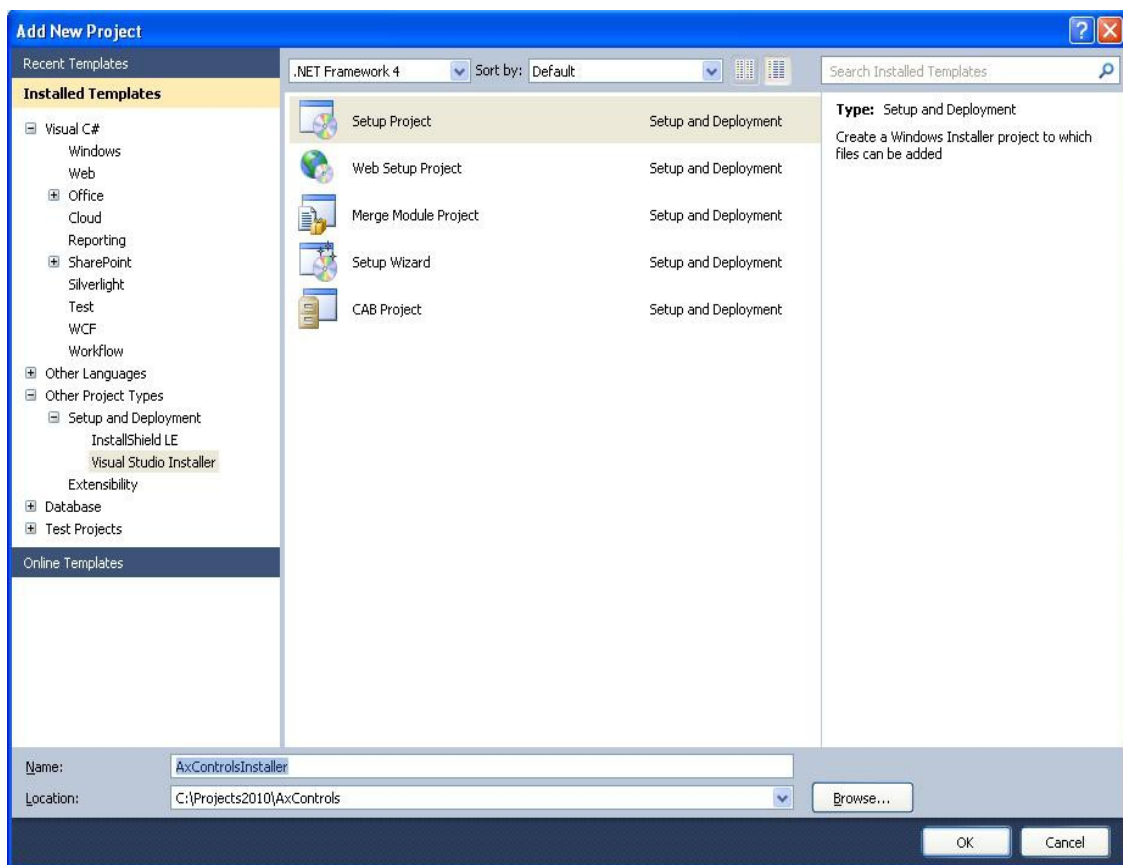 Add New Project
Recent Templates
Installed Templates
Visual C#
Windows
Web
Office
Cloud
Reporting
SharePoint
Silverlight
Test
WCF
Workflow
Other Languages
Other Project Types
Setup and Deployment
InstallShield LE
Visual Studio Installer
Extensibility
Database
Test Projects
Online Templates
.NET Framework 4 Sort by: Default
Setup Project Setup and Deployment
Web Setup Project Setup and Deployment
Merge Module Project Setup and Deployment
Setup Wizard Setup and Deployment
CAB Project Setup and Deployment
Search Installed Templates
Type: Setup and Deployment
Create a Windows Installer project to which
files can be added
Name: AxControlsInstaller
Location: C:\Projects2010\AxControls Browse...
OK Cancel